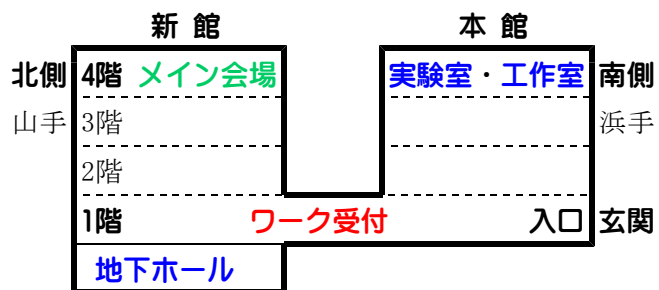 新館 本館
北側 4階 メイン会場 実験室・工作室 南側
山手 3階 浜手
2階
1階 ワーク受付 入口 玄関
地下ホール